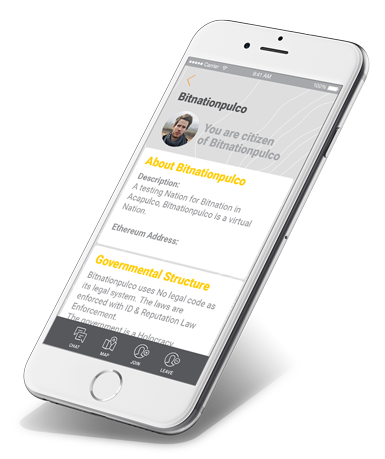 Carrier
9:41 AM
100%
Bitnationpulco
You are citizen
of Bitnationpulco
About Bitnationpulco
Description:
A testing Nation for Bitnation in
Acapulco, Bitnationpulco is a virtual
Nation.
Ethereum Address:
Governmental Structure
Bitnationpulco uses No legal code as
its legal system. The laws are
enforced with ID & Reputation Law
Enforcement.
The government is a Holocracy
CHAT
MAP
JOIN
LEAVE